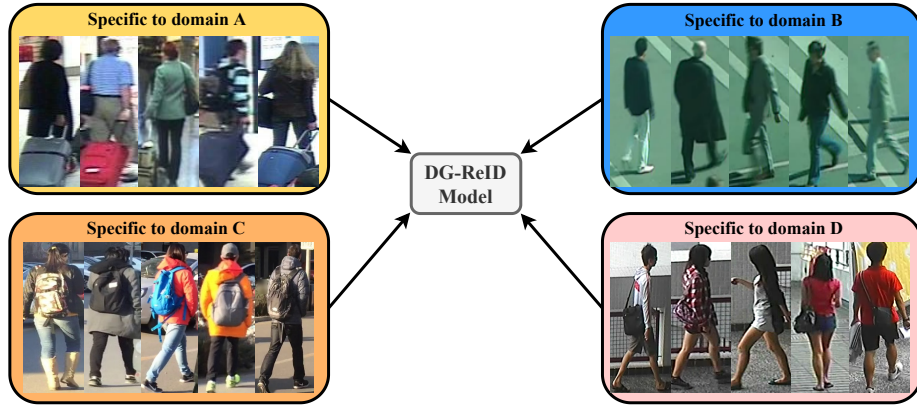 Specific to domain A
Specific to domain B
DG-ReID
Model
Specific to domain C
Specific to domain D